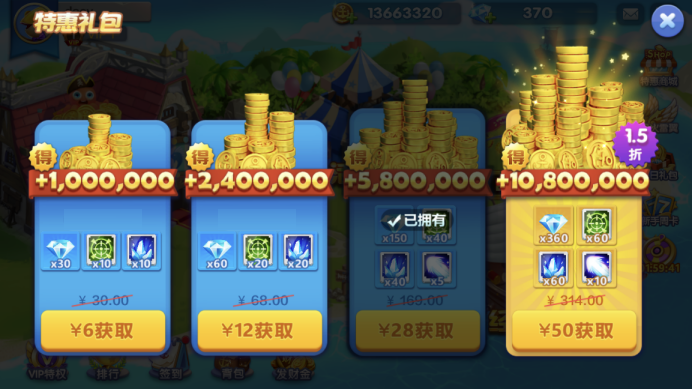 特惠礼包
13663320
370
得
+1,000,000
x30
x10
x10
¥ 30.00
¥6获取
得
+2,400,000
x60
x20
x20
¥ 68.00
¥12获取
得
+5,800,000
已拥有
x150
x40
x40
x5
¥ 169.00
¥28获取
1.5
折
得
+10,800,000
x360
x60
x60
x10
¥ 314.00
¥50获取
VIP特权
排行
签到
背包
发财金